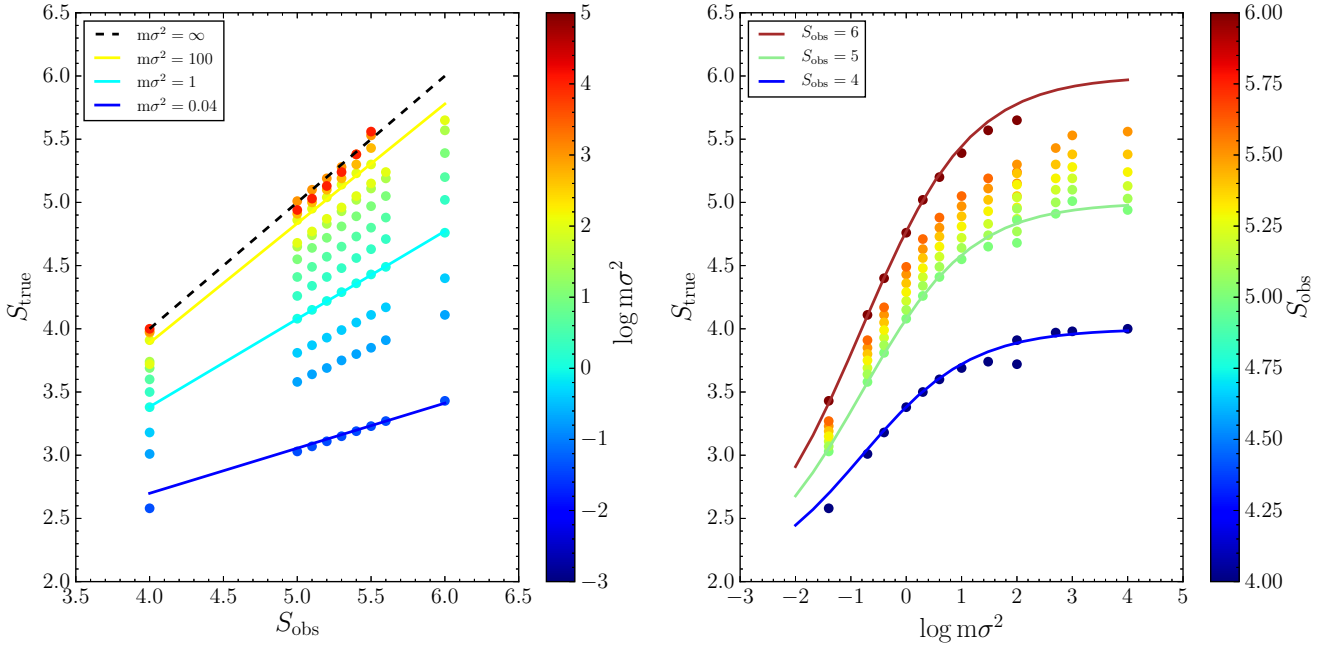 mσ² = ∞
mσ² = 100
mσ² = 1
mσ² = 0.04
S_true
6.5
6.0
5.5
5.0
4.5
4.0
3.5
3.0
2.5
2.0
3.5 4.0 4.5 5.0 5.5 6.0 6.5
S_obs
5
4
3
2
1
0
−1
−2
−3
log mσ²
S_obs = 6
S_obs = 5
S_obs = 4
S_true
6.5
6.0
5.5
5.0
4.5
4.0
3.5
3.0
2.5
2.0
−3 −2 −1 0 1 2 3 4 5
log mσ²
6.00
5.75
5.50
5.25
5.00
4.75
4.50
4.25
4.00
S_obs